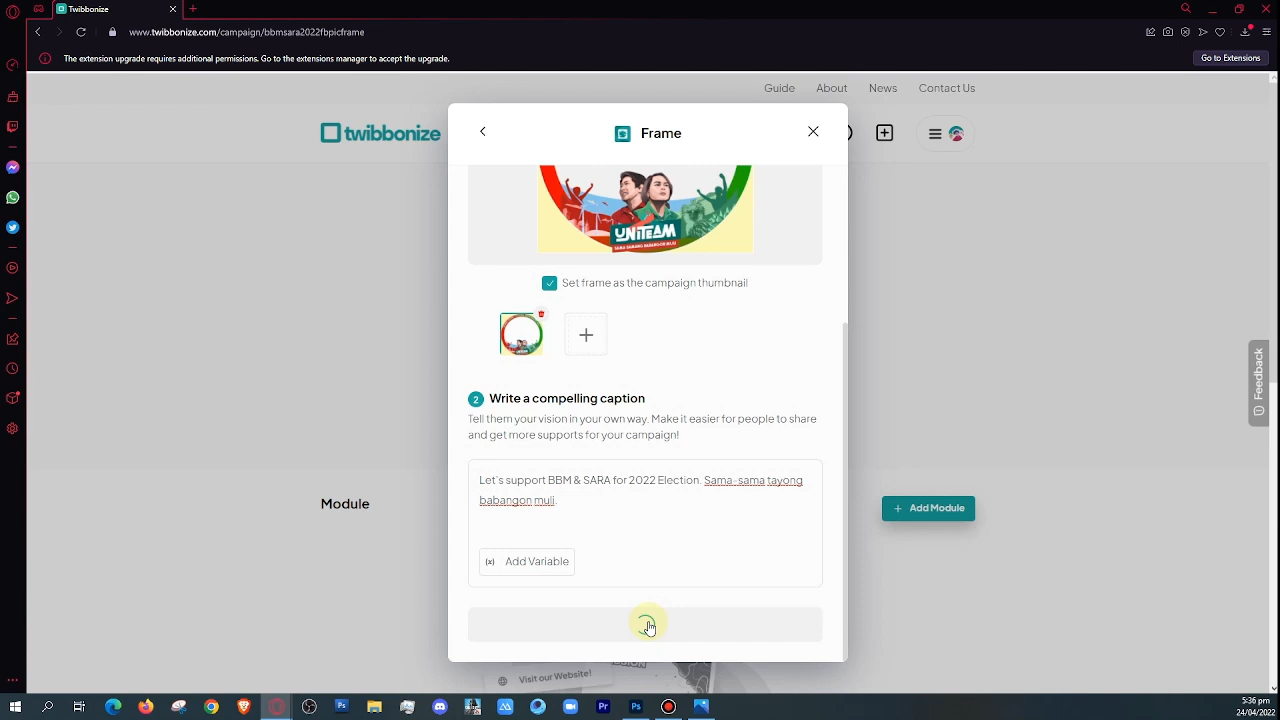 Twibbonize
www.twibbonize.com/campaign/bbmsara2022fbpicframe
The extension upgrade requires additional permissions. Go to the extensions manager to accept the upgrade.
Go to Extensions
Guide
About
News
Contact Us
twibbonize
Frame
UNITEAM
SAMA SAMANG BABANGON MULI
Set frame as the campaign thumbnail
2 Write a compelling caption
Tell them your vision in your own way. Make it easier for people to share
and get more supports for your campaign!
Let's support BBM & SARA for 2022 Election. Sama-sama tayong
babangon muli.
(x) Add Variable
Module
+ Add Module
Feedback
Visit our Website!
5:36 pm
24/04/2022